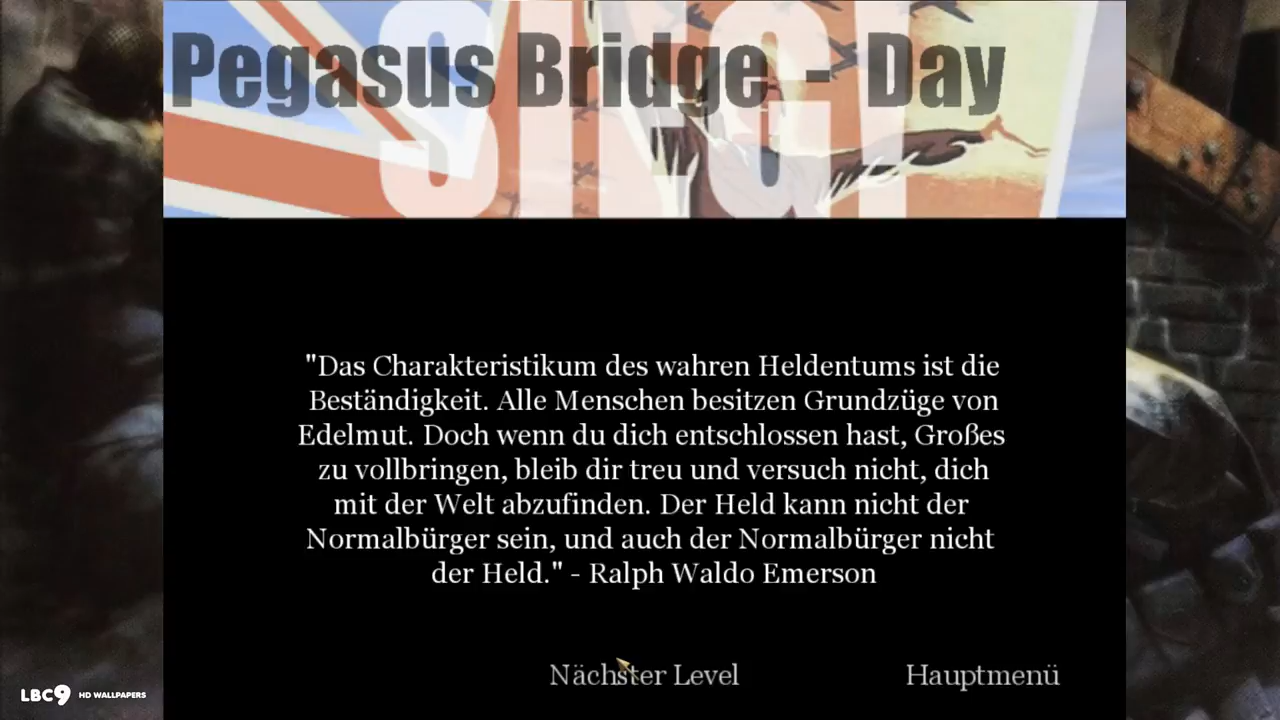 Pegasus Bridge - Day
SIEG!
"Das Charakteristikum des wahren Heldentums ist die
Beständigkeit. Alle Menschen besitzen Grundzüge von
Edelmut. Doch wenn du dich entschlossen hast, Großes
zu vollbringen, bleib dir treu und versuch nicht, dich
mit der Welt abzufinden. Der Held kann nicht der
Normalbürger sein, und auch der Normalbürger nicht
der Held." - Ralph Waldo Emerson
Nächster Level
Hauptmenü
LBC9 HD WALLPAPERS